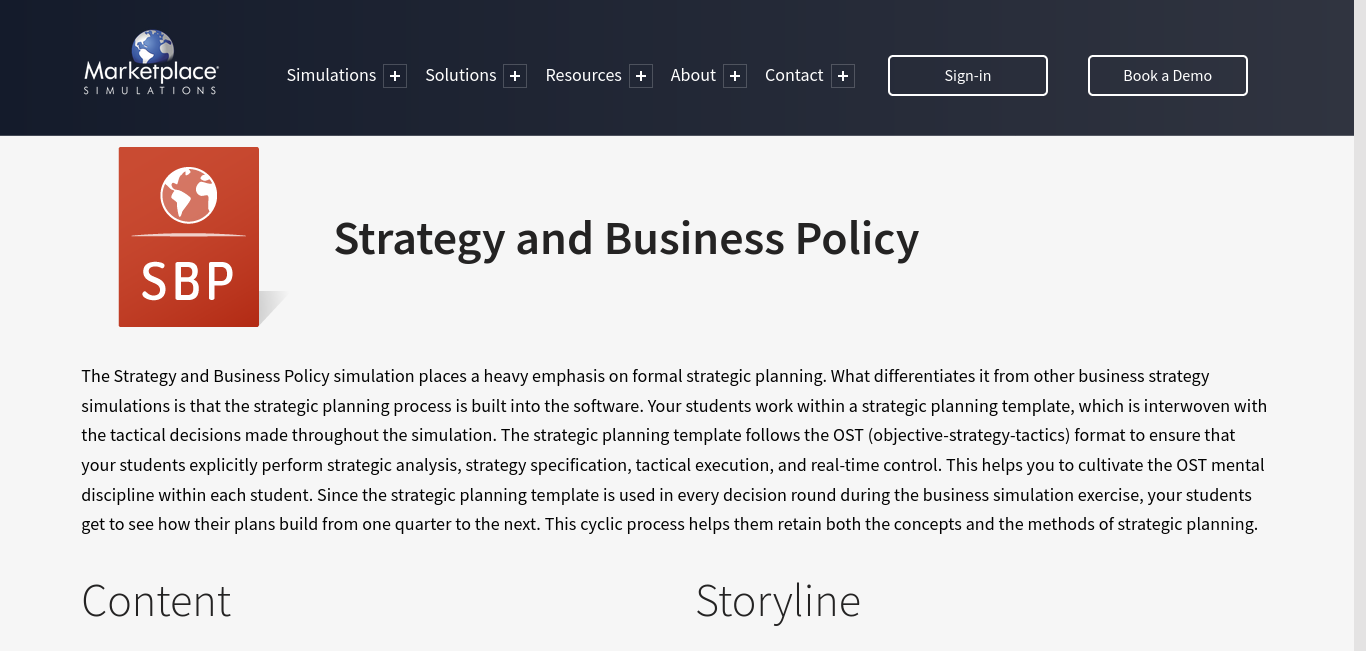 Marketplace
SIMULATIONS
Simulations
Solutions
Resources
About
Contact
Sign-in
Book a Demo
SBP
Strategy and Business Policy
The Strategy and Business Policy simulation places a heavy emphasis on formal strategic planning. What differentiates it from other business strategy
simulations is that the strategic planning process is built into the software. Your students work within a strategic planning template, which is interwoven with
the tactical decisions made throughout the simulation. The strategic planning template follows the OST (objective-strategy-tactics) format to ensure that
your students explicitly perform strategic analysis, strategy specification, tactical execution, and real-time control. This helps you to cultivate the OST mental
discipline within each student. Since the strategic planning template is used in every decision round during the business simulation exercise, your students
get to see how their plans build from one quarter to the next. This cyclic process helps them retain both the concepts and the methods of strategic planning.
Content
Storyline